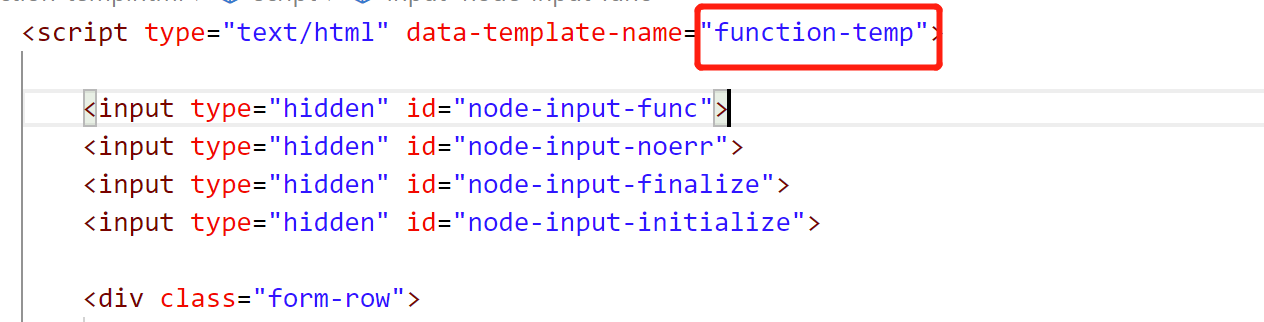 <script type="text/html" data-template-name="function-temp">
<input type="hidden" id="node-input-func">
<input type="hidden" id="node-input-noerr">
<input type="hidden" id="node-input-finalize">
<input type="hidden" id="node-input-initialize">
<div class="form-row">